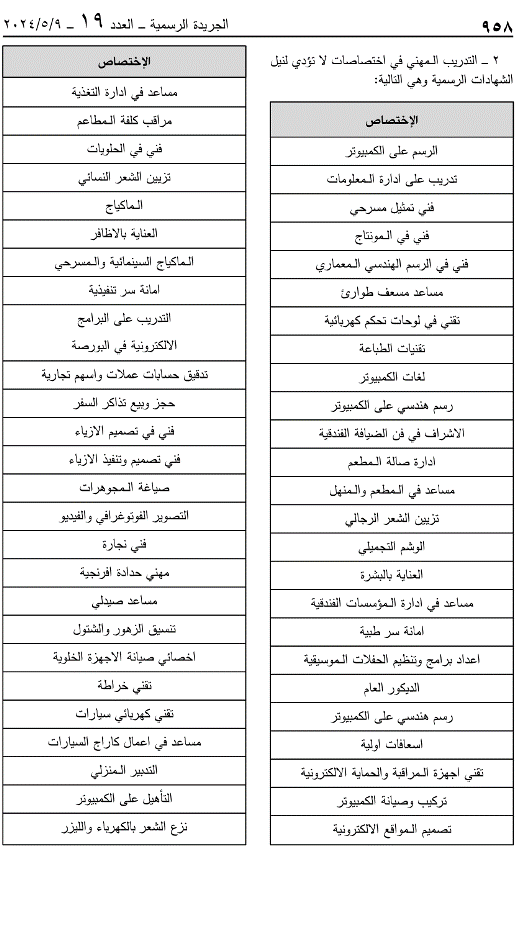 ٩٥٨
الجريدة الرسمية ــ العدد ١٩ ــ ٢٠٢٤/٥/٩
٢ ــ التدريب المهني في اختصاصات لا تؤدي لنيل
الشهادات الرسمية وهي التالية:
الإختصاص
الرسم على الكمبيوتر
تدريب على ادارة المعلومات
فني تمثيل مسرحي
فني في المونتاج
فني في الرسم الهندسي المعماري
مساعد مسعف طوارئ
تقني في لوحات تحكم كهربائية
تقنيات الطباعة
لغات الكمبيوتر
رسم هندسي على الكمبيوتر
الاشراف في فن الضيافة الفندقية
ادارة صالة المطعم
مساعد في المطعم والمنهل
تزيين الشعر الرجالي
الوشم التجميلي
العناية بالبشرة
مساعد في ادارة المؤسسات الفندقية
امانة سر طبية
اعداد برامج وتنظيم الحفلات الموسيقية
الديكور العام
رسم هندسي على الكمبيوتر
اسعافات اولية
تقني اجهزة المراقبة والحماية الالكترونية
تركيب وصيانة الكمبيوتر
تصميم المواقع الالكترونية
الإختصاص
مساعد في ادارة التغذية
مراقب كلفة المطاعم
فني في الحلويات
تزيين الشعر النسائي
الماكياج
العناية بالاظافر
الماكياج السينمائية والمسرحي
امانة سر تنفيذية
التدريب على البرامج
الالكترونية في البورصة
تدقيق حسابات عملات واسهم تجارية
حجز وبيع تذاكر السفر
فني في تصميم الازياء
فني تصميم وتنفيذ الازياء
صياغة المجوهرات
التصوير الفوتوغرافي والفيديو
فني نجارة
مهني حدادة افرنجية
مساعد صيدلي
تنسيق الزهور والشتول
اخصائي صيانة الاجهزة الخلوية
تقني خراطة
تقني كهربائي سيارات
مساعد في اعمال كاراج السيارات
التدبير المنزلي
التأهيل على الكمبيوتر
نزع الشعر بالكهرباء والليزر